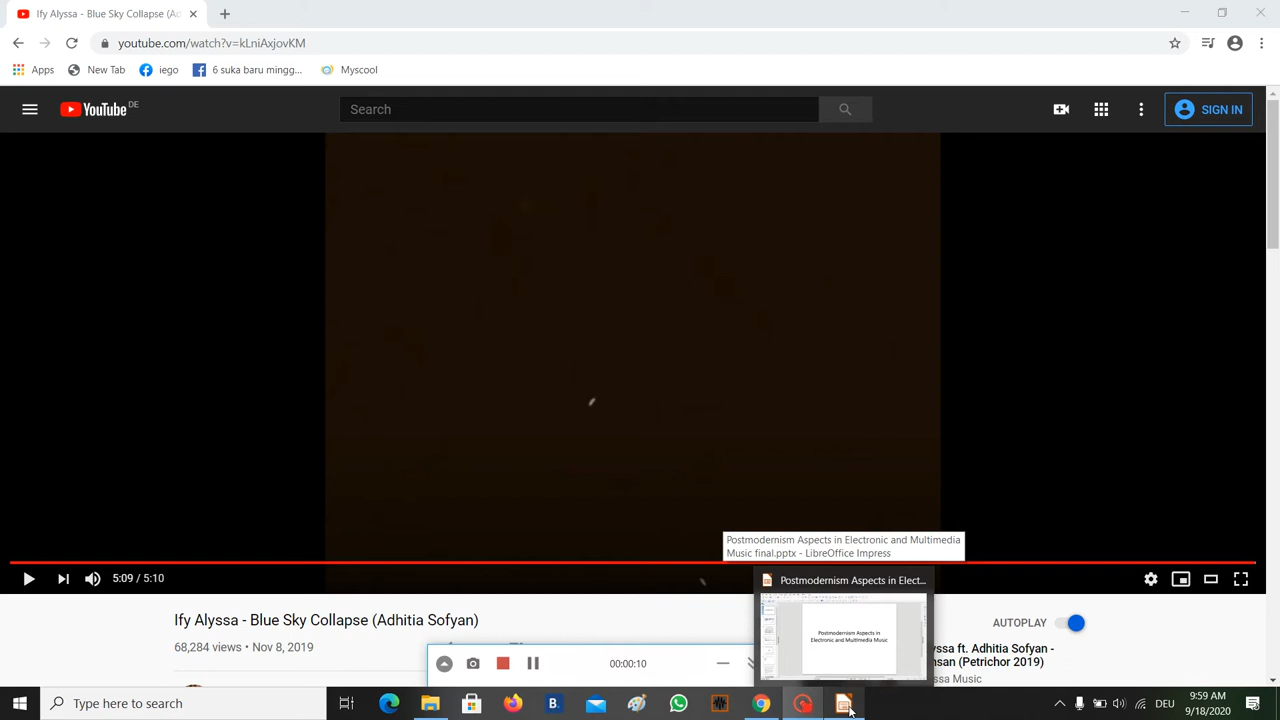 Ify Alyssa - Blue Sky Collapse (Ac
youtube.com/watch?v=kLniAxjovKM
Apps New Tab iego 6 suka baru mingg... Myscool
YouTube DE Search SIGN IN
Postmodernism Aspects in Electronic and Multimedia
Music final.pptx - LibreOffice Impress
5:09 / 5:10
Postmodernism Aspects in Elect...
Postmodernism Aspects in
Electronic and Multimedia Music
Ify Alyssa - Blue Sky Collapse (Adhitia Sofyan)
68,284 views • Nov 8, 2019
AUTOPLAY
yssa ft. Adhitia Sofyan -
nsan (Petrichor 2019)
ssa Music
00:00:10
Type here to search
DEU
9:59 AM
9/18/2020